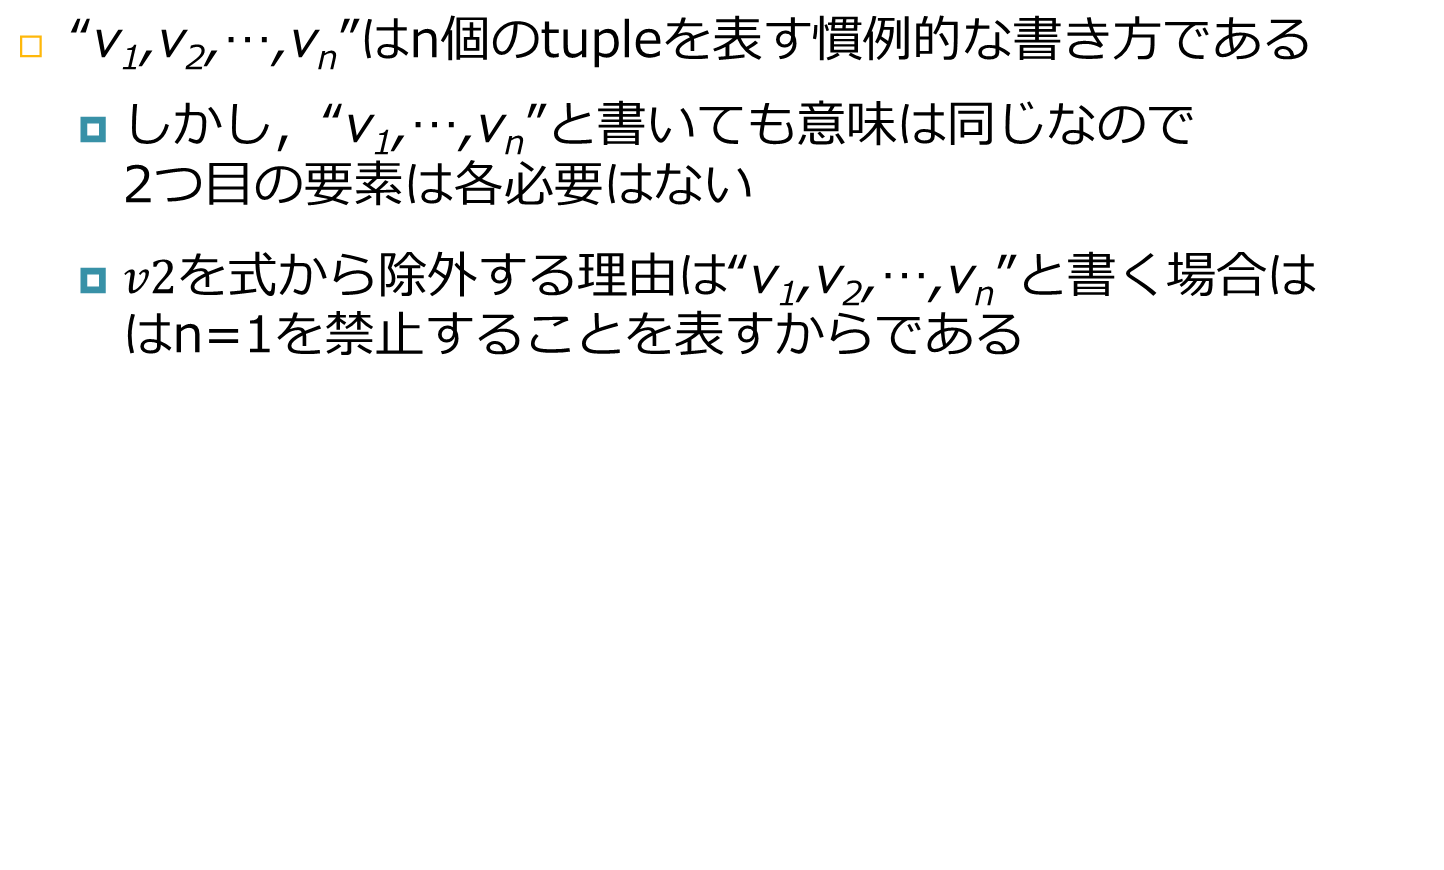 “v1,v2,…,vn”はn個のtupleを表す慣例的な書き方である
しかし，“v1,…,vn”と書いても意味は同じなので
2つ目の要素は各必要はない
v2を式から除外する理由は“v1,v2,…,vn”と書く場合は
はn=1を禁止することを表すからである